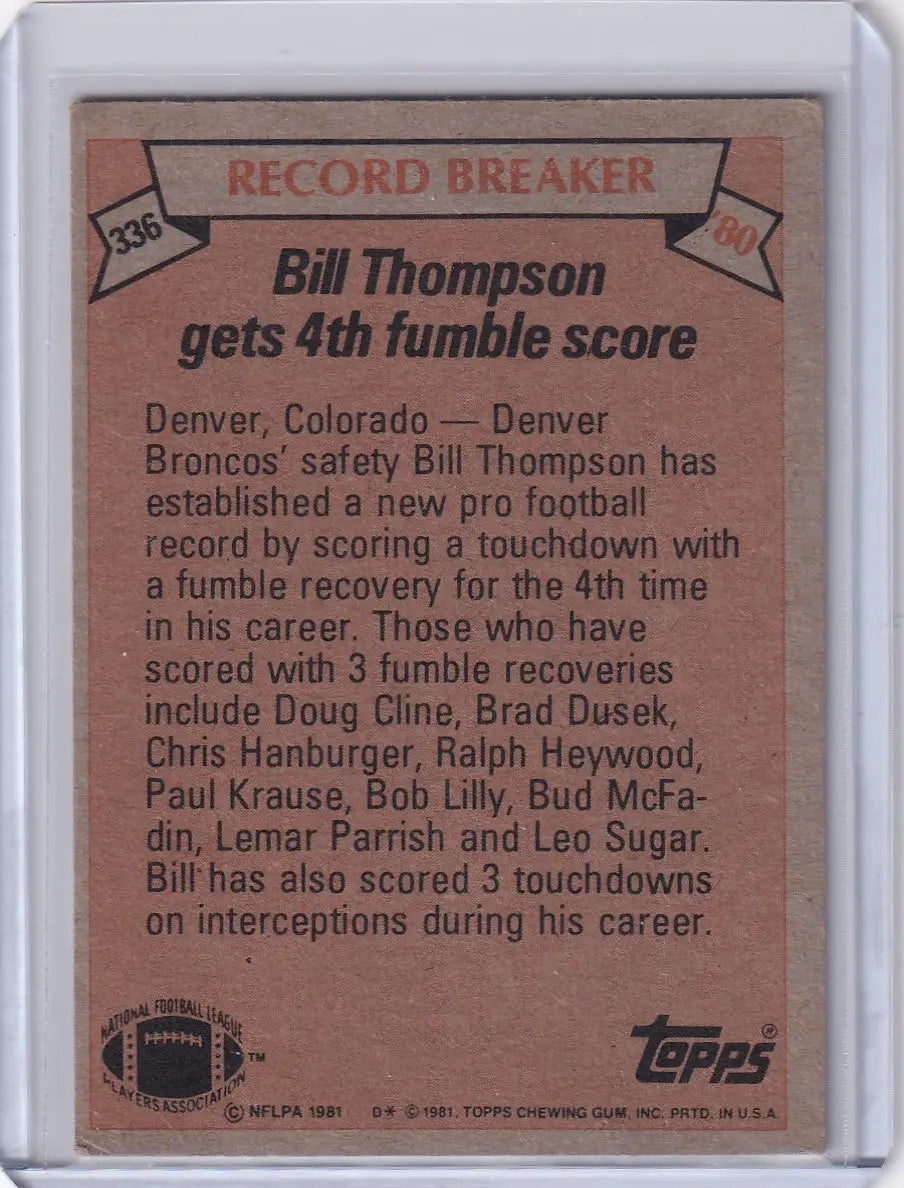 RECORD BREAKER
336
'80
Bill Thompson
gets 4th fumble score
Denver, Colorado — Denver
Broncos' safety Bill Thompson has
established a new pro football
record by scoring a touchdown with
a fumble recovery for the 4th time
in his career. Those who have
scored with 3 fumble recoveries
include Doug Cline, Brad Dusek,
Chris Hanburger, Ralph Heywood,
Paul Krause, Bob Lilly, Bud McFa-
din, Lemar Parrish and Leo Sugar.
Bill has also scored 3 touchdowns
on interceptions during his career.
NATIONAL FOOTBALL LEAGUE
PLAYERS ASSOCIATION
TM
topps ®
© NFLPA 1981 D* © 1981, TOPPS CHEWING GUM, INC. PRTD. IN U.S.A.